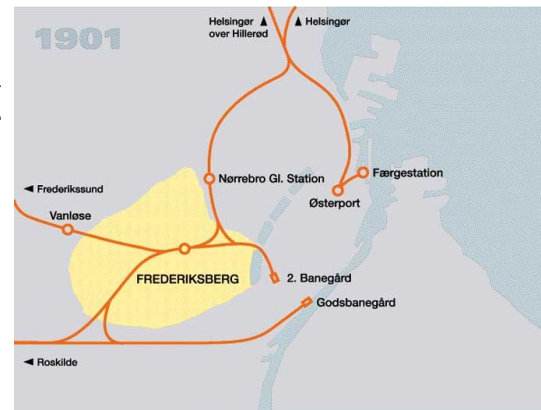 1901
Helsingør
over Hillerød
Helsingør
Nørrebro Gl. Station
Færgestation
Østerport
Frederikssund
Vanløse
FREDERIKSBERG
2. Banegård
Godsbanegård
Roskilde